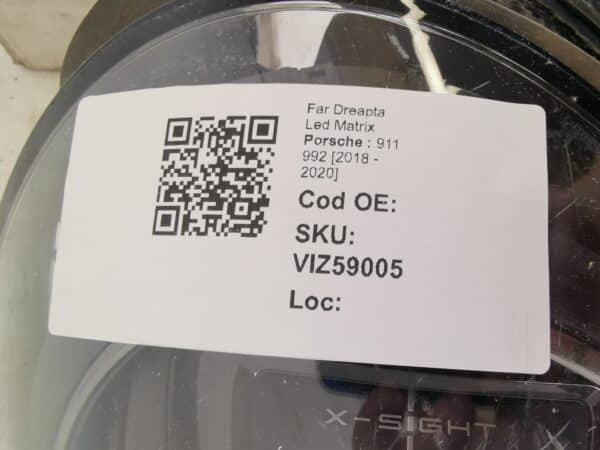 Far Dreapta
Led Matrix
Porsche : 911
992 [2018 -
2020]
Cod OE:
SKU:
VIZ59005
Loc:
X-SIGHT